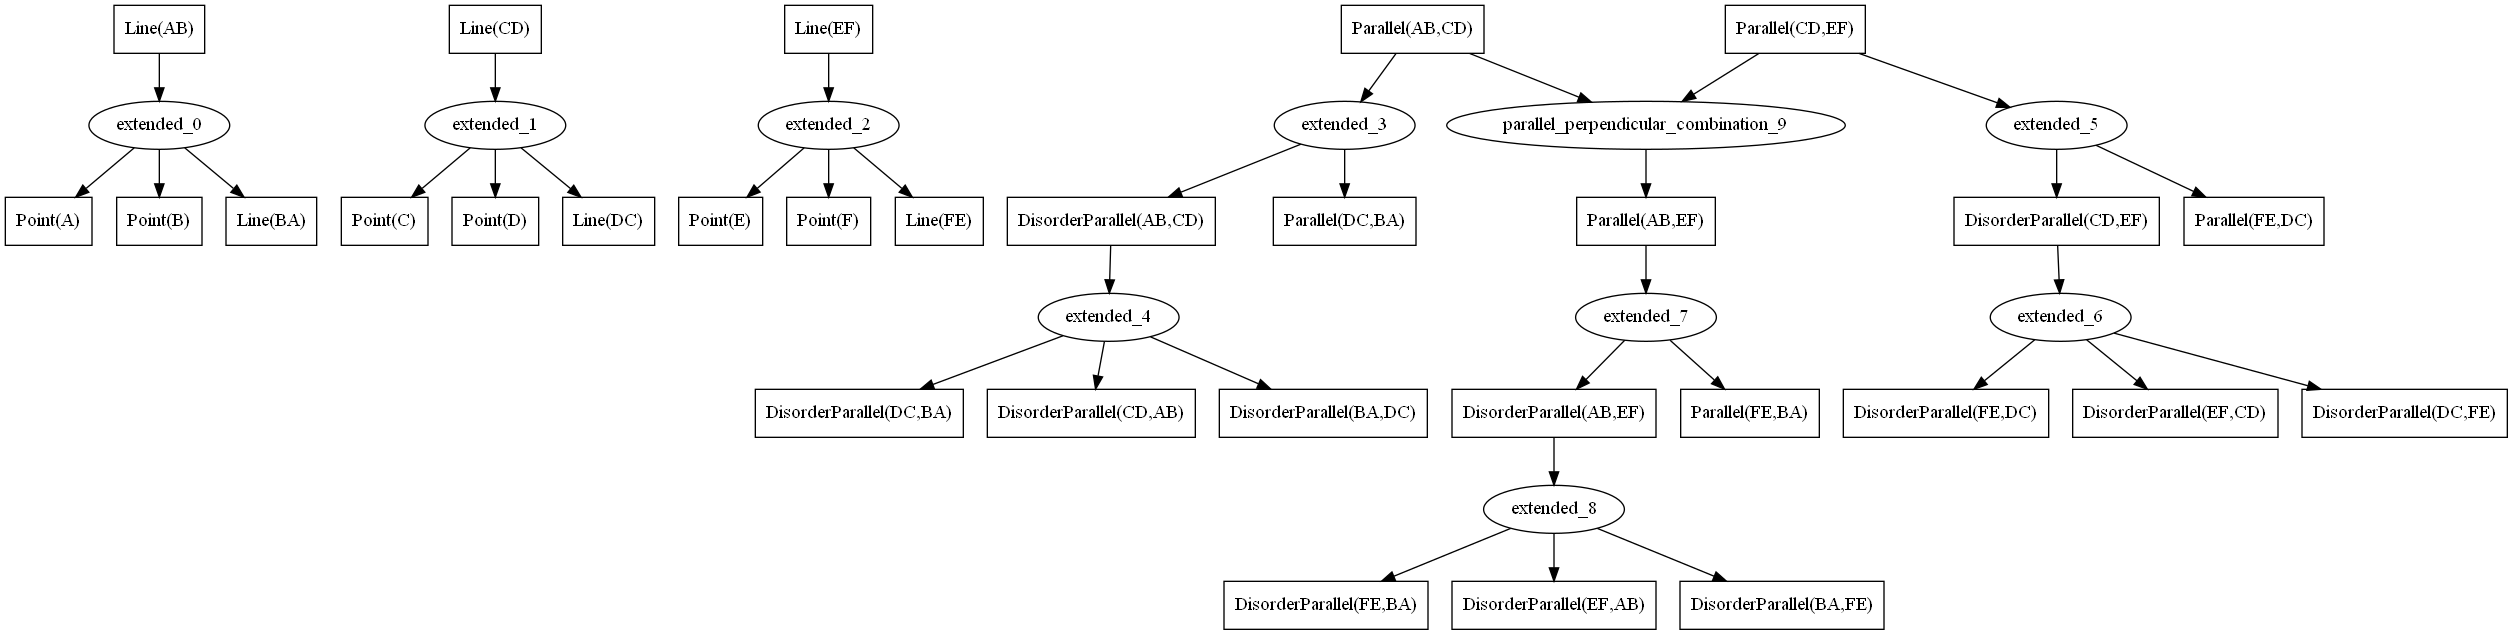 Line(AB)
Line(CD)
Line(EF)
Parallel(AB,CD)
Parallel(CD,EF)
extended_0
extended_1
extended_2
extended_3
parallel_perpendicular_combination_9
extended_5
Point(A)
Point(B)
Line(BA)
Point(C)
Point(D)
Line(DC)
Point(E)
Point(F)
Line(FE)
DisorderParallel(AB,CD)
Parallel(DC,BA)
Parallel(AB,EF)
DisorderParallel(CD,EF)
Parallel(FE,DC)
extended_4
extended_7
extended_6
DisorderParallel(DC,BA)
DisorderParallel(CD,AB)
DisorderParallel(BA,DC)
DisorderParallel(AB,EF)
Parallel(FE,BA)
DisorderParallel(FE,DC)
DisorderParallel(EF,CD)
DisorderParallel(DC,FE)
extended_8
DisorderParallel(FE,BA)
DisorderParallel(EF,AB)
DisorderParallel(BA,FE)